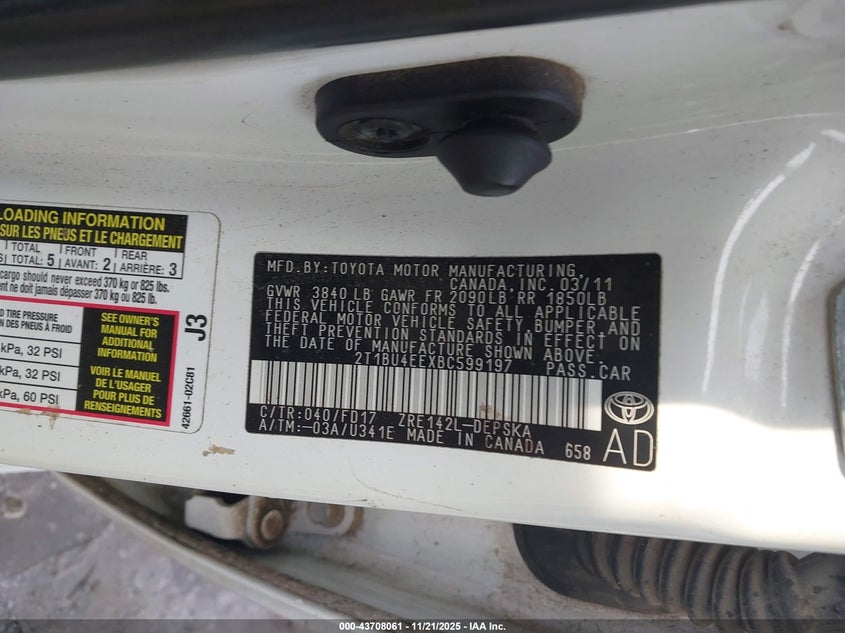 LOADING INFORMATION
SUR LES PNEUS ET LE CHARGEMENT
TOTAL FRONT REAR
TOTAL: 5 AVANT: 2 ARRIÈRE: 3
cargo should never exceed 370 kg or 825 lbs.
ne doit jamais dépasser 370 kg ou 825 lb.
TIRE PRESSURE
DES PNEUS À FROID
kPa, 32 PSI
kPa, 32 PSI
kPa, 60 PSI
SEE OWNER'S
MANUAL FOR
ADDITIONAL
INFORMATION
VOIR LE MANUEL
DE L'USAGER
POUR PLUS DE
RENSEIGNEMENTS
J3
42661-02C81
MFD.BY:TOYOTA MOTOR MANUFACTURING,
CANADA,INC.03/11
GVWR 3840 LB GAWR FR 2090LB RR 1850LB
THIS VEHICLE CONFORMS TO ALL APPLICABLE
FEDERAL MOTOR VEHICLE SAFETY,BUMPER,AND
THEFT PREVENTION STANDARDS IN EFFECT ON
THE DATE OF MANUFACTURE SHOWN ABOVE.
2T1BU4EEXBC599197 PASS.CAR
C/TR:040/FD17 ZRE142L-DEPSKA
A/TM:-03A/U341E MADE IN CANADA 658
AD
000-43708061 - 11/21/2025 - IAA Inc.